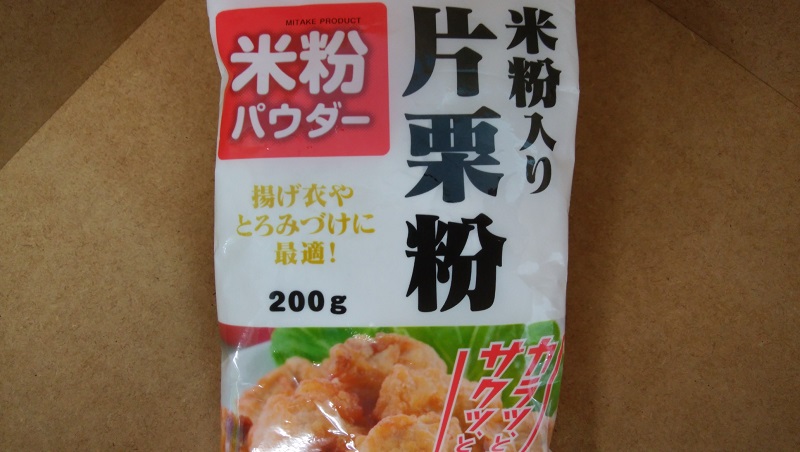 MITAKE PRODUCT
米粉
パウダー
米粉入り
片栗粉
揚げ衣や
とろみづけに
最適!
200g
カラッと、
サクッと